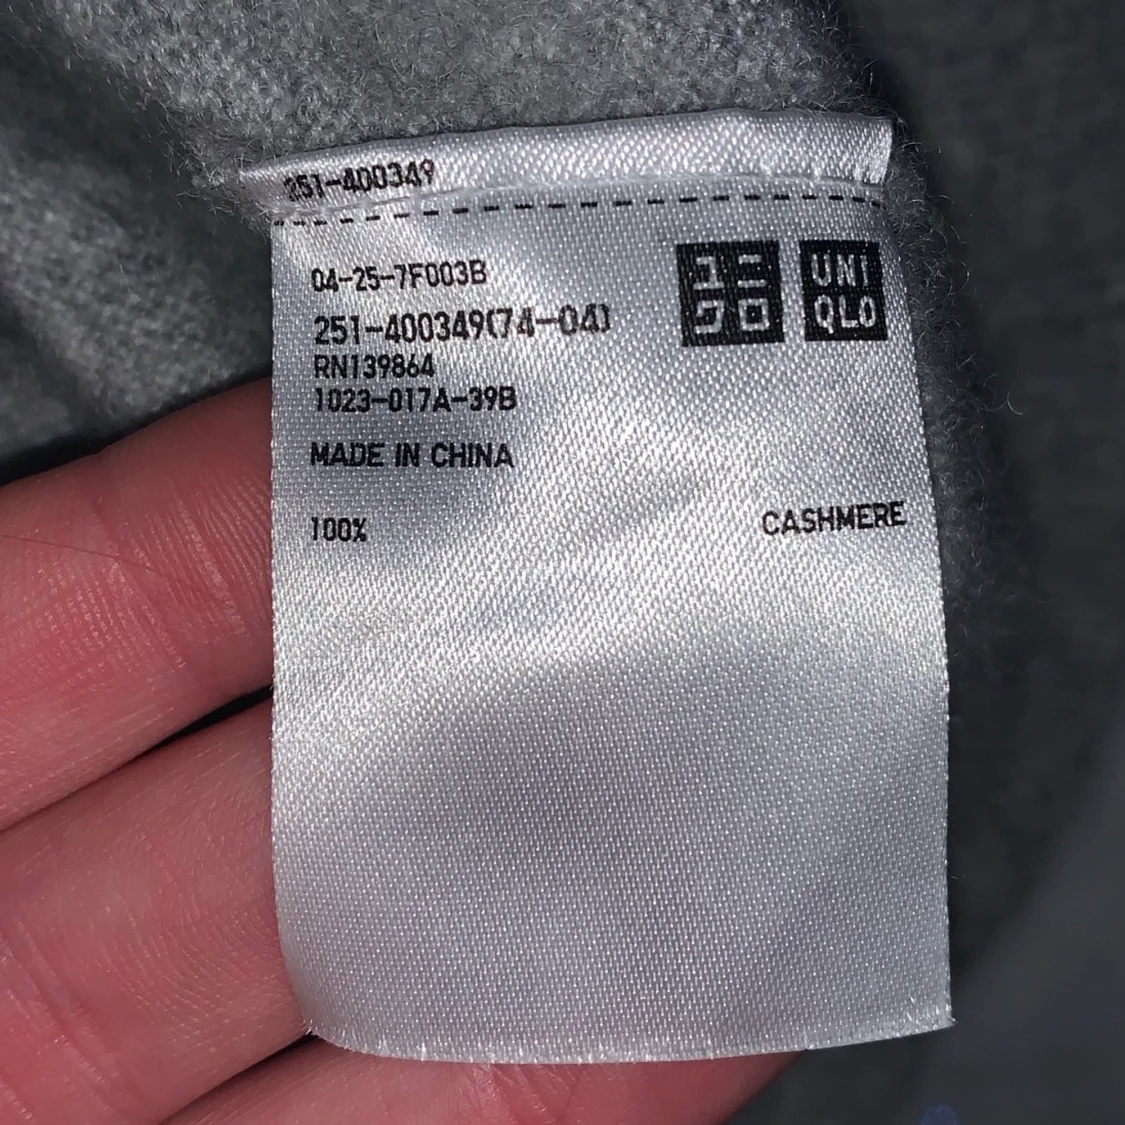 251-400349
04-25-7F003B
251-400349(74-04)
RN139864
1023-017A-39B
MADE IN CHINA
100% CASHMERE
ユニ
クロ
UNI
QLO